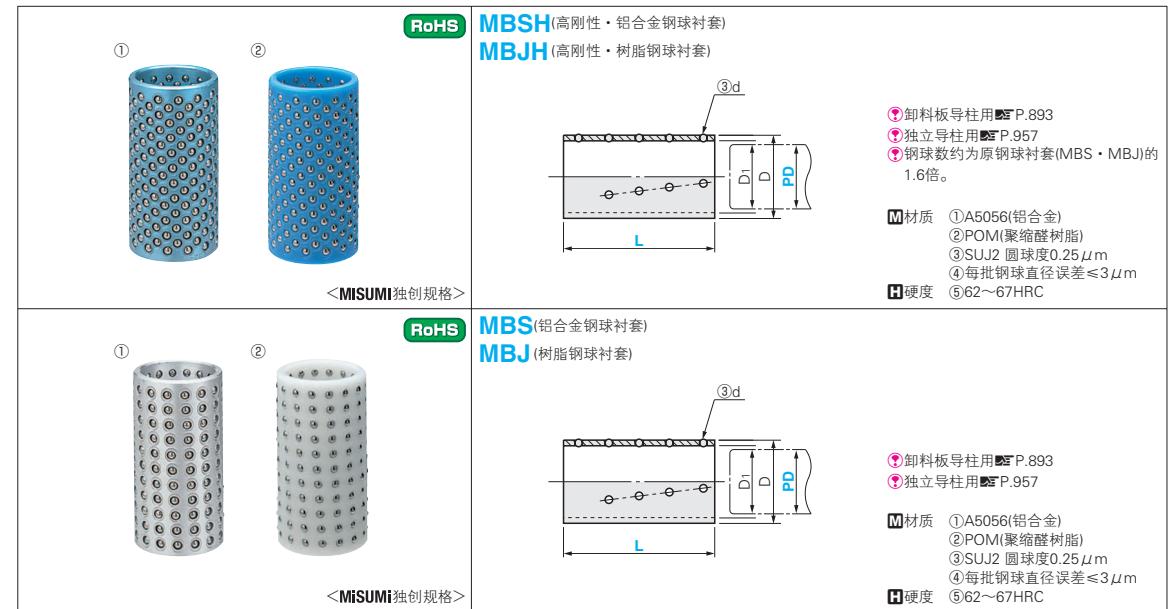 RoHS
① ②
<MISUMI独创规格>
MBSH(高刚性・铝合金钢球衬套)
MBJH(高刚性・树脂钢球衬套)
③d
D1 D PD
L
卸料板导柱用 P.893
独立导柱用 P.957
钢球数约为原钢球衬套(MBS・MBJ)的
1.6倍。
M材质 ①A5056(铝合金)
②POM(聚缩醛树脂)
③SUJ2 圆球度0.25μm
④每批钢球直径误差≤3μm
H硬度 ⑤62～67HRC
RoHS
① ②
<MiSUMi独创规格>
MBS(铝合金钢球衬套)
MBJ(树脂钢球衬套)
③d
D1 D PD
L
卸料板导柱用 P.893
独立导柱用 P.957
M材质 ①A5056(铝合金)
②POM(聚缩醛树脂)
③SUJ2 圆球度0.25μm
④每批钢球直径误差≤3μm
H硬度 ⑤62～67HRC